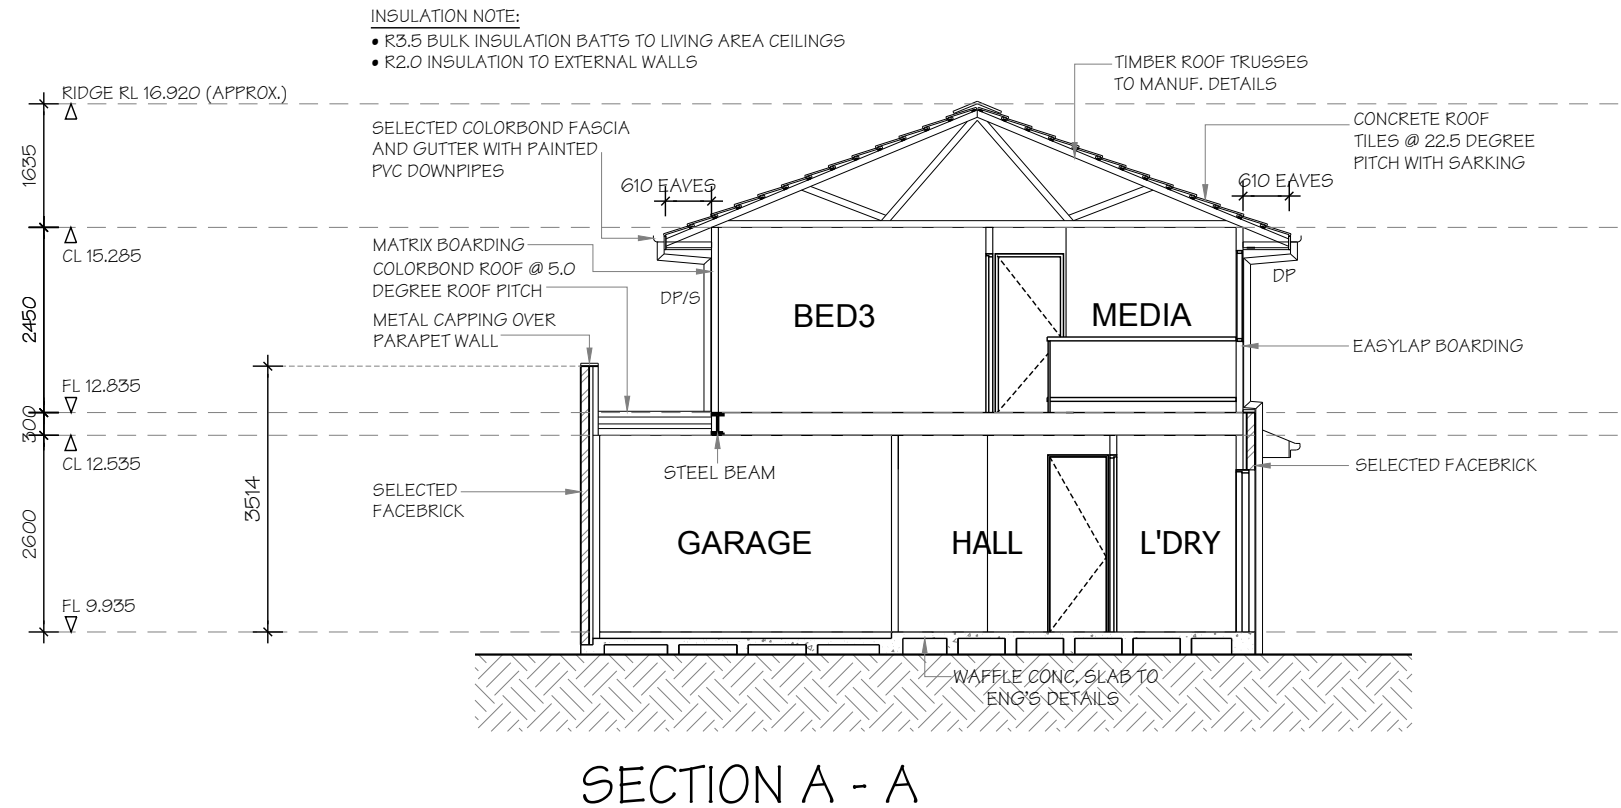 INSULATION NOTE:
• R3.5 BULK INSULATION BATTS TO LIVING AREA CEILINGS
• R2.0 INSULATION TO EXTERNAL WALLS
RIDGE RL 16.920 (APPROX.)
1635
CL 15.285
2450
FL 12.835
300
CL 12.535
2600
FL 9.935
3514
SELECTED COLORBOND FASCIA
AND GUTTER WITH PAINTED
PVC DOWNPIPES
610 EAVES
MATRIX BOARDING
COLORBOND ROOF @ 5.0
DEGREE ROOF PITCH
DP/S
METAL CAPPING OVER
PARAPET WALL
SELECTED
FACEBRICK
TIMBER ROOF TRUSSES
TO MANUF. DETAILS
CONCRETE ROOF
TILES @ 22.5 DEGREE
PITCH WITH SARKING
610 EAVES
DP
BED3
MEDIA
EASYLAP BOARDING
STEEL BEAM
SELECTED FACEBRICK
GARAGE
HALL
L'DRY
WAFFLE CONC. SLAB TO
ENG'S DETAILS
SECTION A - A